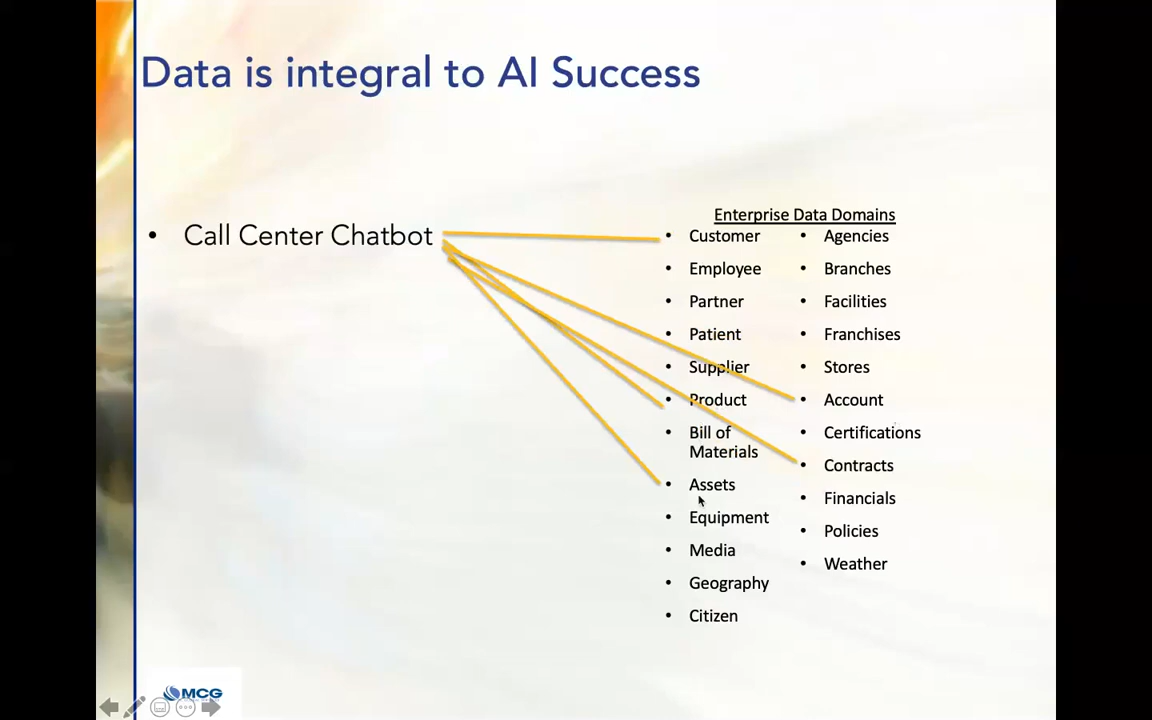 Data is integral to AI Success
• Call Center Chatbot
Enterprise Data Domains
• Customer
• Employee
• Partner
• Patient
• Supplier
• Product
• Bill of
Materials
• Assets
• Equipment
• Media
• Geography
• Citizen
• Agencies
• Branches
• Facilities
• Franchises
• Stores
• Account
• Certifications
• Contracts
• Financials
• Policies
• Weather
MCG